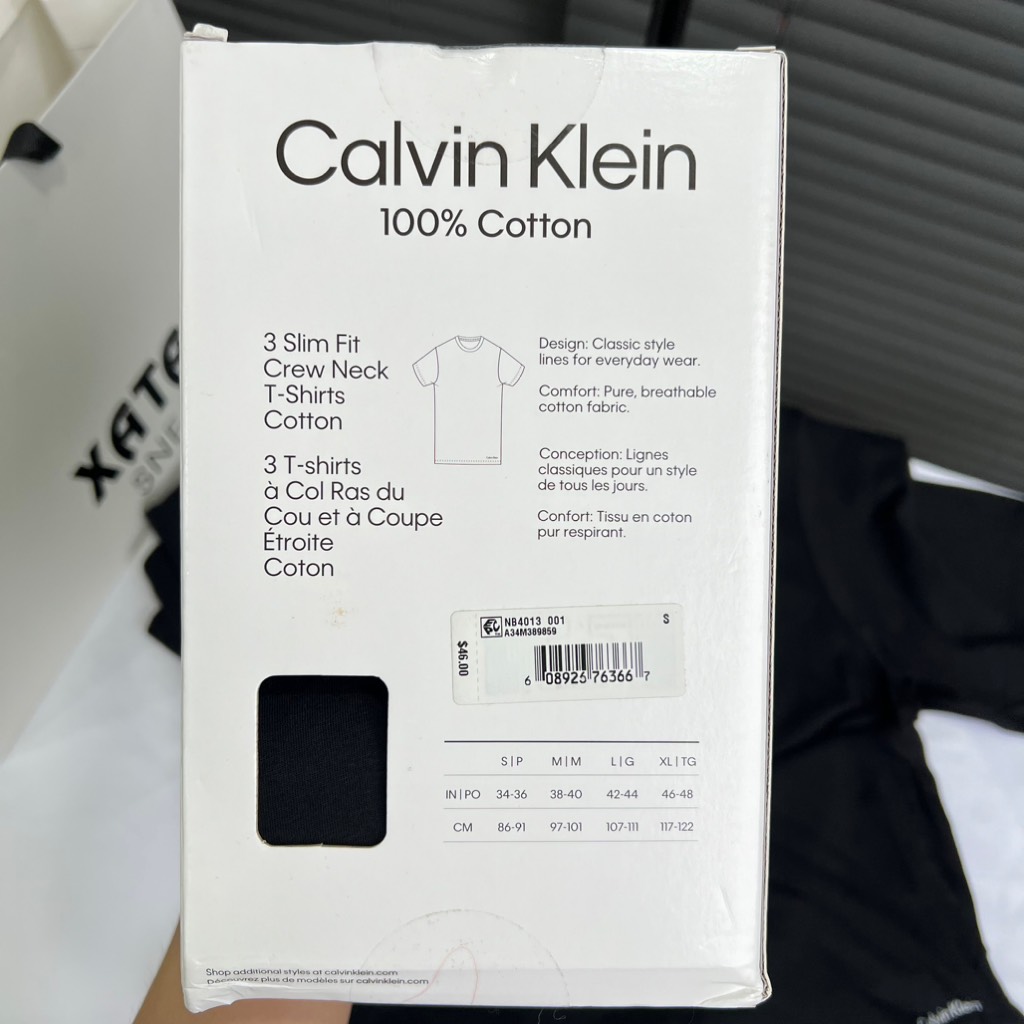 Calvin Klein
100% Cotton
3 Slim Fit
Crew Neck
T-Shirts
Cotton
3 T-shirts
à Col Ras du
Cou et à Coupe
Étroite
Coton
Design: Classic style
lines for everyday wear.
Comfort: Pure, breathable
cotton fabric.
Conception: Lignes
classiques pour un style
de tous les jours.
Confort: Tissu en coton
pur respirant.
NB4013 001 S
A34M389859
$46.00
6 08926 76366 7
S|P M|M L|G XL|TG
IN|PO 34-36 38-40 42-44 46-48
CM 86-91 97-101 107-111 117-122
Shop additional styles at calvinklein.com
Découvrez plus de modèles sur calvinklein.com
Calvin Klein